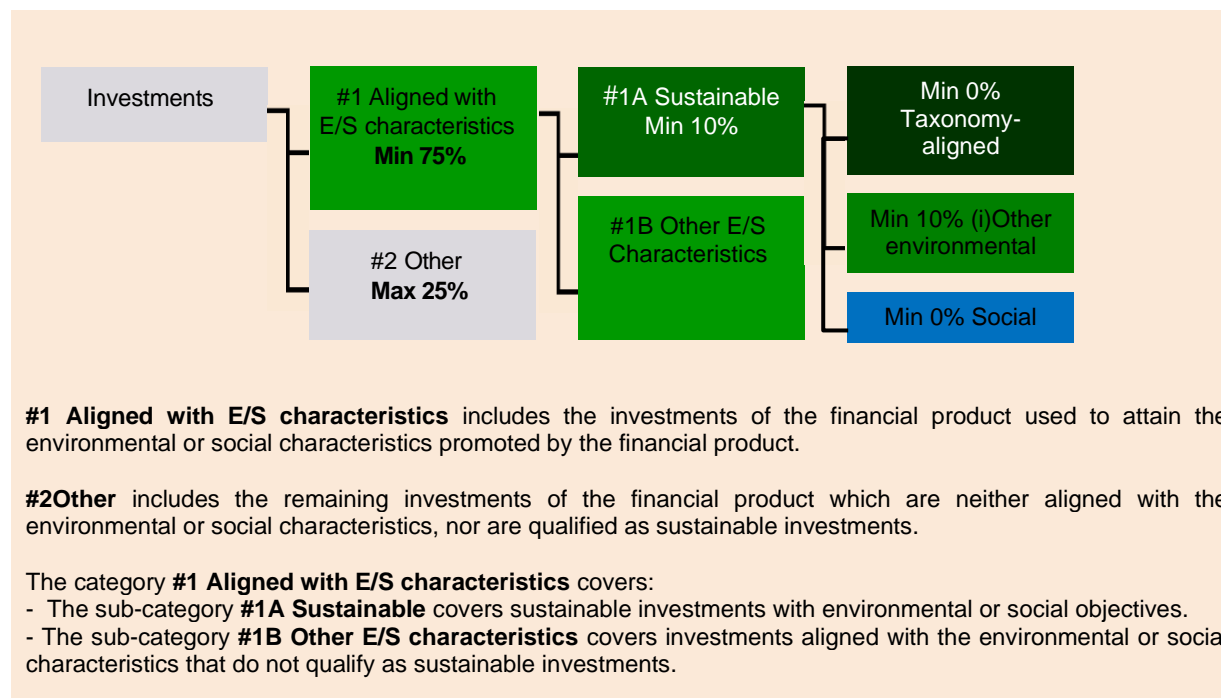 Investments
#1 Aligned with
E/S characteristics
Min 75%
#2 Other
Max 25%
#1A Sustainable
Min 10%
#1B Other E/S
Characteristics
Min 0%
Taxonomy-
aligned
Min 10% (i)Other
environmental
Min 0% Social
#1 Aligned with E/S characteristics includes the investments of the financial product used to attain the
environmental or social characteristics promoted by the financial product.
#2Other includes the remaining investments of the financial product which are neither aligned with the
environmental or social characteristics, nor are qualified as sustainable investments.
The category #1 Aligned with E/S characteristics covers:
- The sub-category #1A Sustainable covers sustainable investments with environmental or social objectives.
- The sub-category #1B Other E/S characteristics covers investments aligned with the environmental or social
characteristics that do not qualify as sustainable investments.